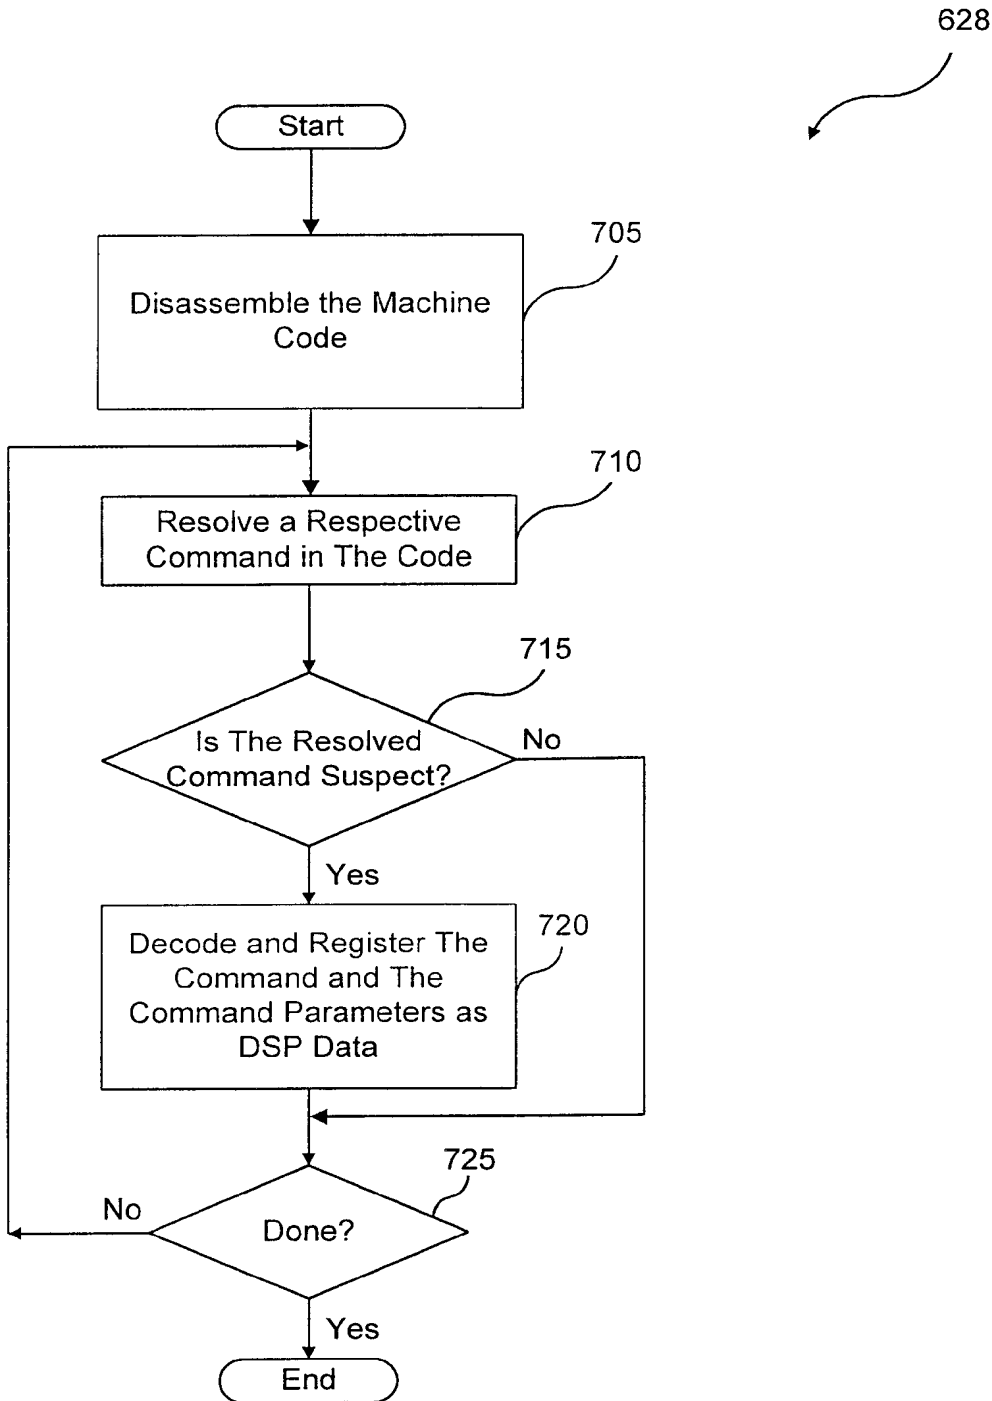 628
Start
705
Disassemble the Machine
Code
710
Resolve a Respective
Command in The Code
715
Is The Resolved
Command Suspect?
No
Yes
720
Decode and Register The
Command and The
Command Parameters as
DSP Data
725
No
Done?
Yes
End